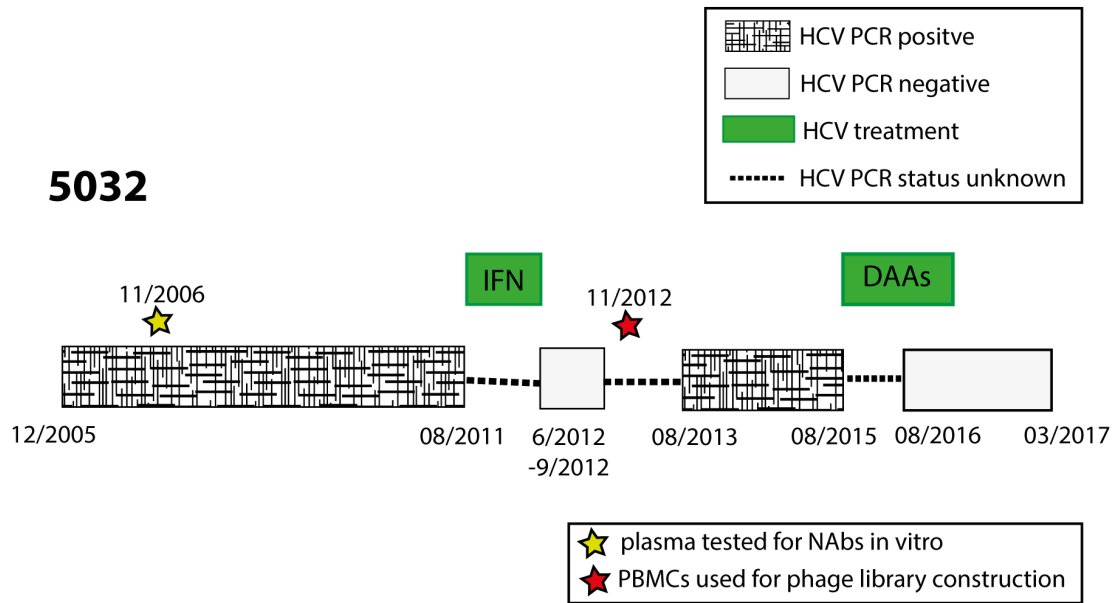 HCV PCR positve
HCV PCR negative
HCV treatment
HCV PCR status unknown
5032
IFN
DAAs
11/2006
11/2012
12/2005
08/2011
6/2012
-9/2012
08/2013
08/2015
08/2016
03/2017
plasma tested for NAbs in vitro
PBMCs used for phage library construction